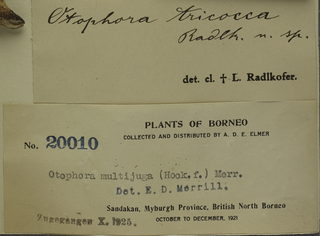 Otophora tricocca
Radlk. n. sp.
det. cl. † L. Radlkofer.
PLANTS OF BORNEO
COLLECTED AND DISTRIBUTED BY A. D. E. ELMER
No. 20010
Otophora multijuga (Hook.f.) Merr.
Det. E. D. Merrill.
Sandakan, Myburgh Province, British North Borneo
Zugegangen X. 1925.
OCTOBER TO DECEMBER, 1921